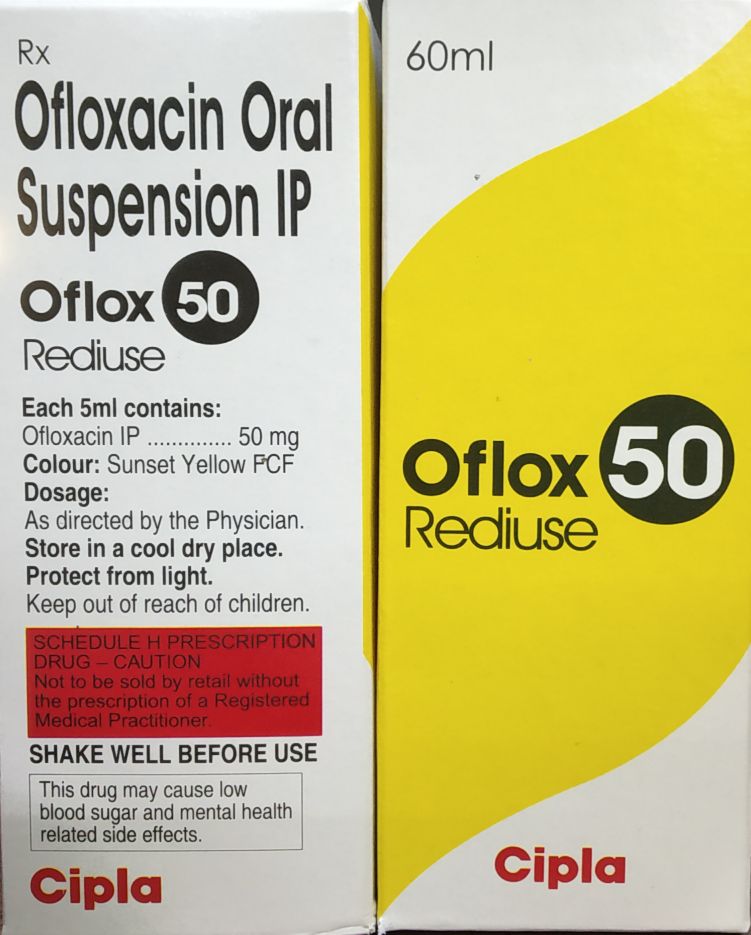 Rx
Ofloxacin Oral
Suspension IP
Oflox 50
Rediuse
Each 5ml contains:
Ofloxacin IP .............. 50 mg
Colour: Sunset Yellow FCF
Dosage:
As directed by the Physician.
Store in a cool dry place.
Protect from light.
Keep out of reach of children.
SCHEDULE H PRESCRIPTION
DRUG – CAUTION
Not to be sold by retail without
the prescription of a Registered
Medical Practitioner.
SHAKE WELL BEFORE USE
This drug may cause low
blood sugar and mental health
related side effects.
Cipla
60ml
Oflox 50
Rediuse
Cipla